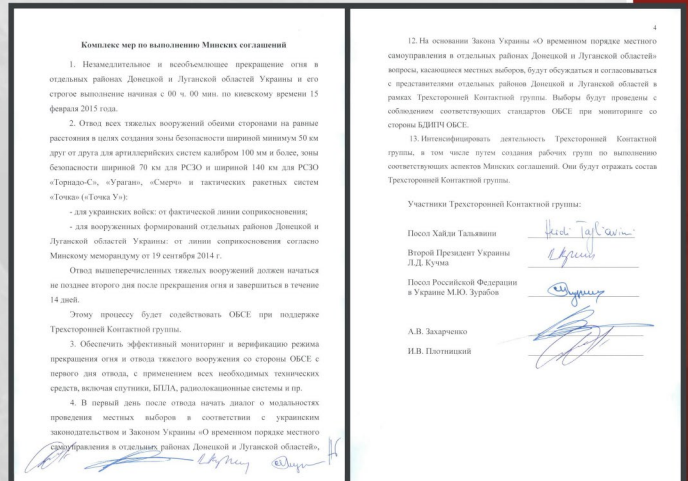 Комплекс мер по выполнению Минских соглашений
1. Незамедлительное и всеобъемлющее прекращение огня в
отдельных районах Донецкой и Луганской областей Украины и его
строгое выполнение начиная с 00 ч. 00 мин. по киевскому времени 15
февраля 2015 года.
2. Отвод всех тяжелых вооружений обеими сторонами на равные
расстояния в целях создания зоны безопасности шириной минимум 50 км
друг от друга для артиллерийских систем калибром 100 мм и более, зоны
безопасности шириной 70 км для РСЗО и шириной 140 км для РСЗО
«Торнадо-С», «Ураган», «Смерч» и тактических ракетных систем
«Точка» («Точка У»):
- для украинских войск: от фактической линии соприкосновения;
- для вооруженных формирований отдельных районов Донецкой и
Луганской областей Украины: от линии соприкосновения согласно
Минскому меморандуму от 19 сентября 2014 г.
Отвод вышеперечисленных тяжелых вооружений должен начаться
не позднее второго дня после прекращения огня и завершиться в течение
14 дней.
Этому процессу будет содействовать ОБСЕ при поддержке
Трехсторонней Контактной группы.
3. Обеспечить эффективный мониторинг и верификацию режима
прекращения огня и отвода тяжелого вооружения со стороны ОБСЕ с
первого дня отвода, с применением всех необходимых технических
средств, включая спутники, БПЛА, радиолокационные системы и пр.
4. В первый день после отвода начать диалог о модальностях
проведения местных выборов в соответствии с украинским
законодательством и Законом Украины «О временном порядке местного
самоуправления в отдельных районах Донецкой и Луганской областей»,
4
12. На основании Закона Украины «О временном порядке местного
самоуправления в отдельных районах Донецкой и Луганской областей»
вопросы, касающиеся местных выборов, будут обсуждаться и согласовываться
с представителями отдельных районов Донецкой и Луганской областей в
рамках Трехсторонней Контактной группы. Выборы будут проведены с
соблюдением соответствующих стандартов ОБСЕ при мониторинге со
стороны БДИПЧ ОБСЕ.
13. Интенсифицировать деятельность Трехсторонней Контактной
группы, в том числе путем создания рабочих групп по выполнению
соответствующих аспектов Минских соглашений. Они будут отражать состав
Трехсторонней Контактной группы.
Участники Трехсторонней Контактной группы:
Посол Хайди Тальявини
Heidi Tagliavini
Второй Президент Украины
Л.Д. Кучма
Посол Российской Федерации
в Украине М.Ю. Зурабов
А.В. Захарченко
И.В. Плотницкий